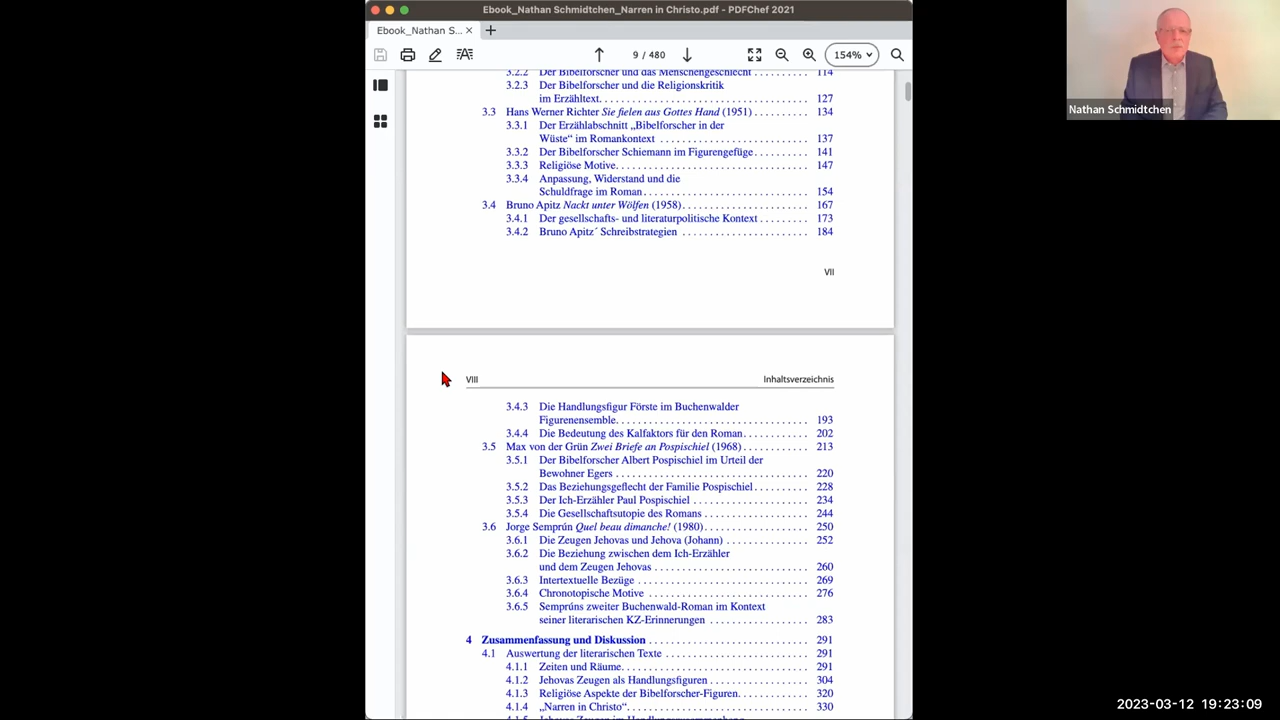 Ebook_Nathan Schmidtchen_Narren in Christo.pdf - PDFChef 2021
Ebook_Nathan S... ×
9 / 480
154%
3.2.2 Der Bibelforscher und das Menschengeschlecht . . . . . . . . . . . . 114
3.2.3 Der Bibelforscher und die Religionskritik
im Erzähltext. . . . . . . . . . . . . . . . . . . . . . . . . . . . . . . . . . . 127
3.3 Hans Werner Richter Sie fielen aus Gottes Hand (1951) . . . . . . . . . . . . 134
3.3.1 Der Erzählabschnitt „Bibelforscher in der
Wüste“ im Romankontext . . . . . . . . . . . . . . . . . . . . . . . . . 137
3.3.2 Der Bibelforscher Schiemann im Figurengefüge. . . . . . . . . . . . 141
3.3.3 Religiöse Motive. . . . . . . . . . . . . . . . . . . . . . . . . . . . . . . . 147
3.3.4 Anpassung, Widerstand und die
Schuldfrage im Roman. . . . . . . . . . . . . . . . . . . . . . . . . . . . 154
3.4 Bruno Apitz Nackt unter Wölfen (1958). . . . . . . . . . . . . . . . . . . . . . 167
3.4.1 Der gesellschafts- und literaturpolitische Kontext . . . . . . . . . . . 173
3.4.2 Bruno Apitz´ Schreibstrategien . . . . . . . . . . . . . . . . . . . . . . 184
VII
VIII Inhaltsverzeichnis
3.4.3 Die Handlungsfigur Förste im Buchenwalder
Figurenensemble. . . . . . . . . . . . . . . . . . . . . . . . . . . . . . . . 193
3.4.4 Die Bedeutung des Kalfaktors für den Roman. . . . . . . . . . . . . 202
3.5 Max von der Grün Zwei Briefe an Pospischiel (1968) . . . . . . . . . . . . . 213
3.5.1 Der Bibelforscher Albert Pospischiel im Urteil der
Bewohner Egers . . . . . . . . . . . . . . . . . . . . . . . . . . . . . . . . 220
3.5.2 Das Beziehungsgeflecht der Familie Pospischiel . . . . . . . . . . . . 228
3.5.3 Der Ich-Erzähler Paul Pospischiel . . . . . . . . . . . . . . . . . . . . 234
3.5.4 Die Gesellschaftsutopie des Romans . . . . . . . . . . . . . . . . . . . 244
3.6 Jorge Semprún Quel beau dimanche! (1980). . . . . . . . . . . . . . . . . . . 250
3.6.1 Die Zeugen Jehovas und Jehova (Johann) . . . . . . . . . . . . . . . 252
3.6.2 Die Beziehung zwischen dem Ich-Erzähler
und dem Zeugen Jehovas . . . . . . . . . . . . . . . . . . . . . . . . . . 260
3.6.3 Intertextuelle Bezüge . . . . . . . . . . . . . . . . . . . . . . . . . . . . . 269
3.6.4 Chronotopische Motive . . . . . . . . . . . . . . . . . . . . . . . . . . . 276
3.6.5 Semprúns zweiter Buchenwald-Roman im Kontext
seiner literarischen KZ-Erinnerungen . . . . . . . . . . . . . . . . . . 283
4 Zusammenfassung und Diskussion . . . . . . . . . . . . . . . . . . . . . . . . . . 291
4.1 Auswertung der literarischen Texte . . . . . . . . . . . . . . . . . . . . . . . . 291
4.1.1 Zeiten und Räume. . . . . . . . . . . . . . . . . . . . . . . . . . . . . . . 291
4.1.2 Jehovas Zeugen als Handlungsfiguren . . . . . . . . . . . . . . . . . . 304
4.1.3 Religiöse Aspekte der Bibelforscher-Figuren. . . . . . . . . . . . . . 320
4.1.4 „Narren in Christo“. . . . . . . . . . . . . . . . . . . . . . . . . . . . . . . 330
Nathan Schmidtchen
2023-03-12 19:23:09